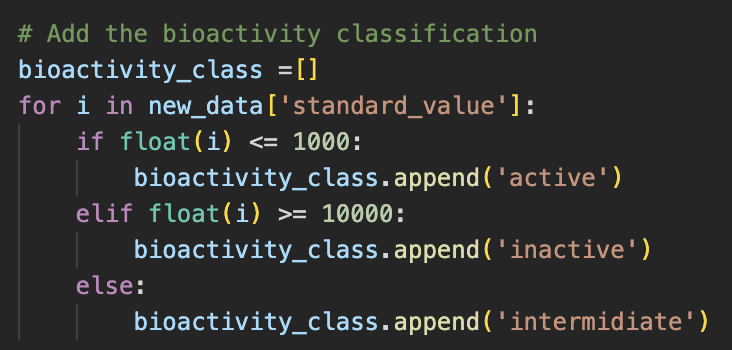 # Add the bioactivity classification
bioactivity_class =[]
for i in new_data['standard_value']:
    if float(i) <= 1000:
        bioactivity_class.append('active')
    elif float(i) >= 10000:
        bioactivity_class.append('inactive')
    else:
        bioactivity_class.append('intermidiate')